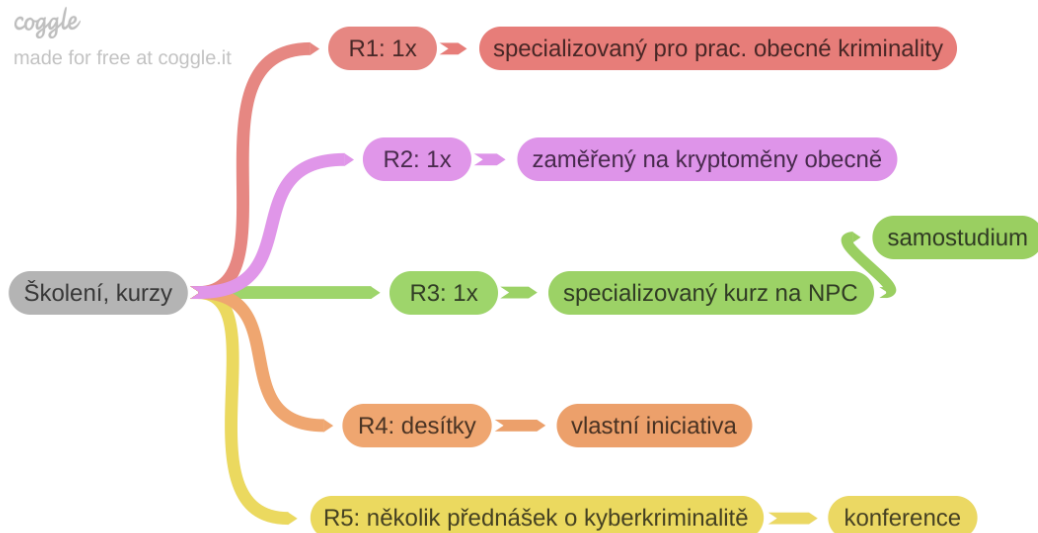 coggle
made for free at coggle.it
R1: 1x
specializovaný pro prac. obecné kriminality
R2: 1x
zaměřený na kryptoměny obecně
samostudium
Školení, kurzy
R3: 1x
specializovaný kurz na NPC
R4: desítky
vlastní iniciativa
R5: několik přednášek o kyberkriminalitě
konference